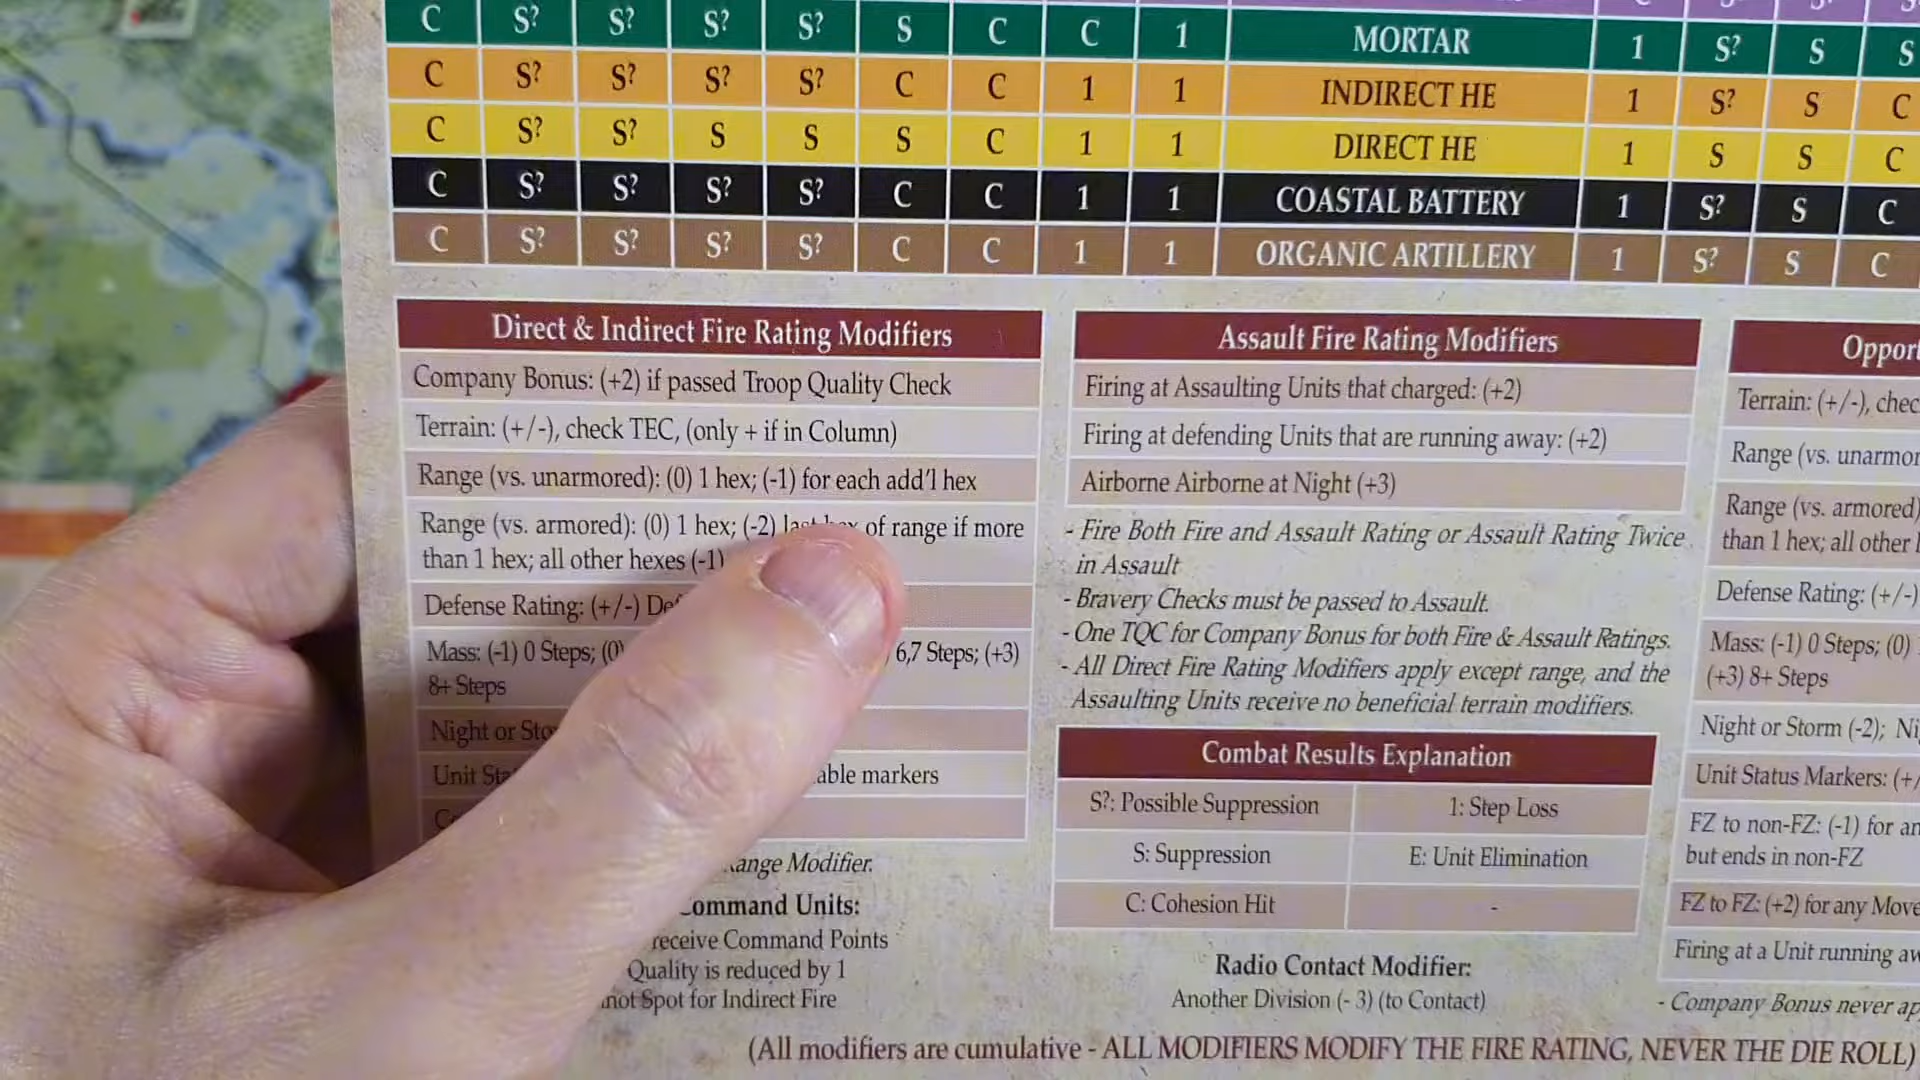 C S? S? S? S? S C C 1 MORTAR 1 S? S S
C S? S? S? S? C C 1 1 INDIRECT HE 1 S? S C
C S? S? S S S C 1 1 DIRECT HE 1 S S C
C S? S? S? S? C C 1 1 COASTAL BATTERY 1 S? S C
C S? S? S? S? C C 1 1 ORGANIC ARTILLERY 1 S? S C
Direct & Indirect Fire Rating Modifiers
Company Bonus: (+2) if passed Troop Quality Check
Terrain: (+/-), check TEC, (only + if in Column)
Range (vs. unarmored): (0) 1 hex; (-1) for each add'l hex
Range (vs. armored): (0) 1 hex; (-2) last hex of range if more
than 1 hex; all other hexes (-1)
Defense Rating: (+/-)
Mass: (-1) 0 Steps; (0) 6,7 Steps; (+3)
8+ Steps
Night or
Unit
markers
Range Modifier.
Command Units:
receive Command Points
Quality is reduced by 1
not Spot for Indirect Fire
Assault Fire Rating Modifiers
Firing at Assaulting Units that charged: (+2)
Firing at defending Units that are running away: (+2)
Airborne Airborne at Night (+3)
- Fire Both Fire and Assault Rating or Assault Rating Twice
in Assault
- Bravery Checks must be passed to Assault.
- One TQC for Company Bonus for both Fire & Assault Ratings.
- All Direct Fire Rating Modifiers apply except range, and the
Assaulting Units receive no beneficial terrain modifiers.
Combat Results Explanation
S?: Possible Suppression 1: Step Loss
S: Suppression E: Unit Elimination
C: Cohesion Hit -
Radio Contact Modifier:
Another Division (- 3) (to Contact)
Terrain: (+/-),
Range (vs.
Range (vs. armored)
than 1 hex; all other
Defense Rating: (+/-)
Mass: (-1) 0 Steps; (0)
(+3) 8+ Steps
Night or Storm (-2);
Unit Status Markers:
FZ to non-FZ: (-1) for
but ends in non-FZ
FZ to FZ: (+2) for any
Firing at a Unit running
- Company Bonus never
(All modifiers are cumulative - ALL MODIFIERS MODIFY THE FIRE RATING, NEVER THE DIE ROLL)